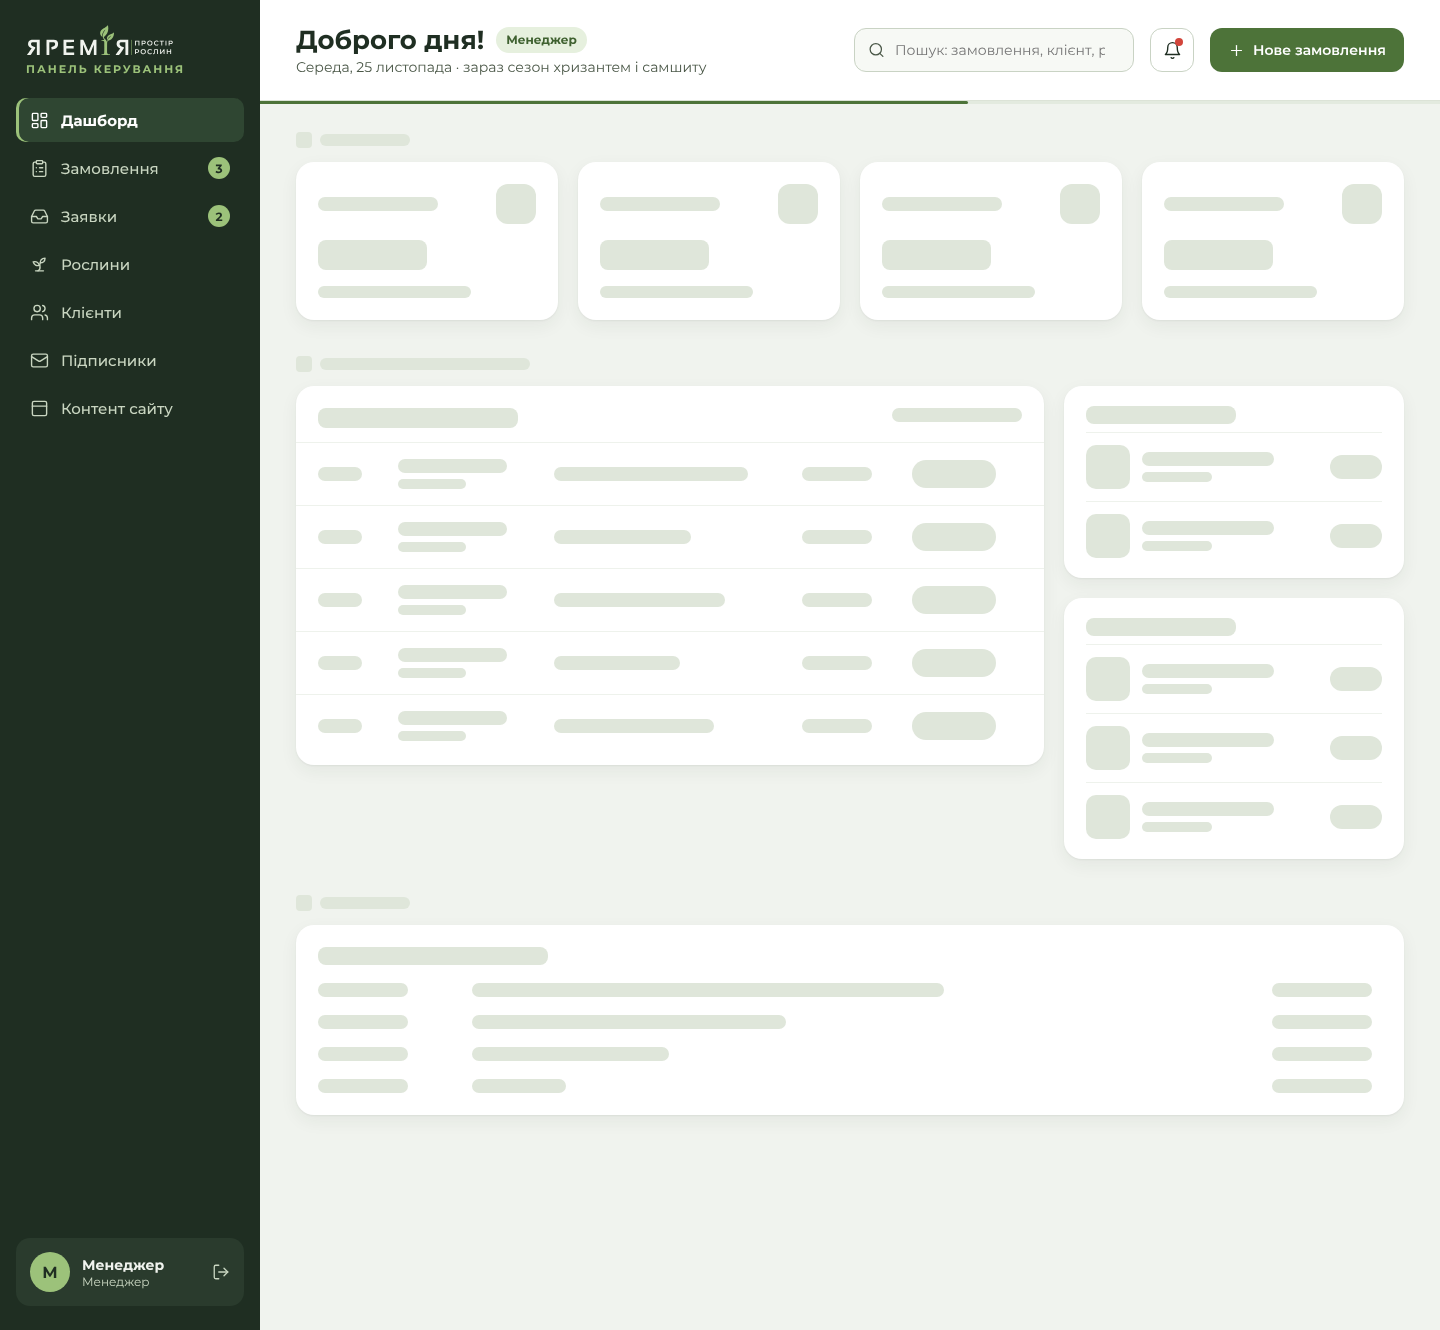 ЯРЕМІЯ ПРОСТІР РОСЛИН
ПАНЕЛЬ КЕРУВАННЯ
Дашборд
Замовлення 3
Заявки 2
Рослини
Клієнти
Підписники
Контент сайту
М
Менеджер
Менеджер
Доброго дня! Менеджер
Середа, 25 листопада · зараз сезон хризантем і самшиту
Пошук: замовлення, клієнт, р
Нове замовлення